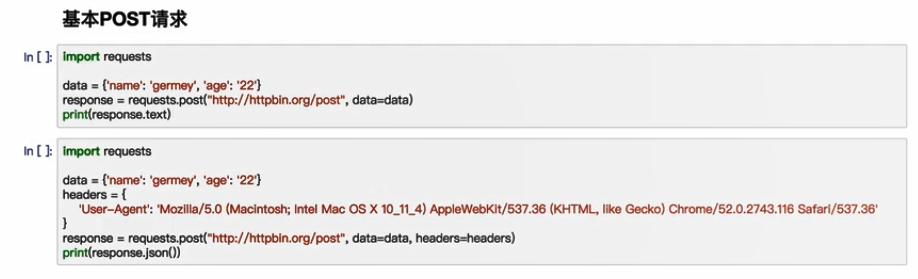 基本POST请求
In [ ]: import requests
data = {'name': 'germey', 'age': '22'}
response = requests.post("http://httpbin.org/post", data=data)
print(response.text)
In [ ]: import requests
data = {'name': 'germey', 'age': '22'}
headers = {
'User-Agent': 'Mozilla/5.0 (Macintosh; Intel Mac OS X 10_11_4) AppleWebKit/537.36 (KHTML, like Gecko) Chrome/52.0.2743.116 Safari/537.36'
}
response = requests.post("http://httpbin.org/post", data=data, headers=headers)
print(response.json())